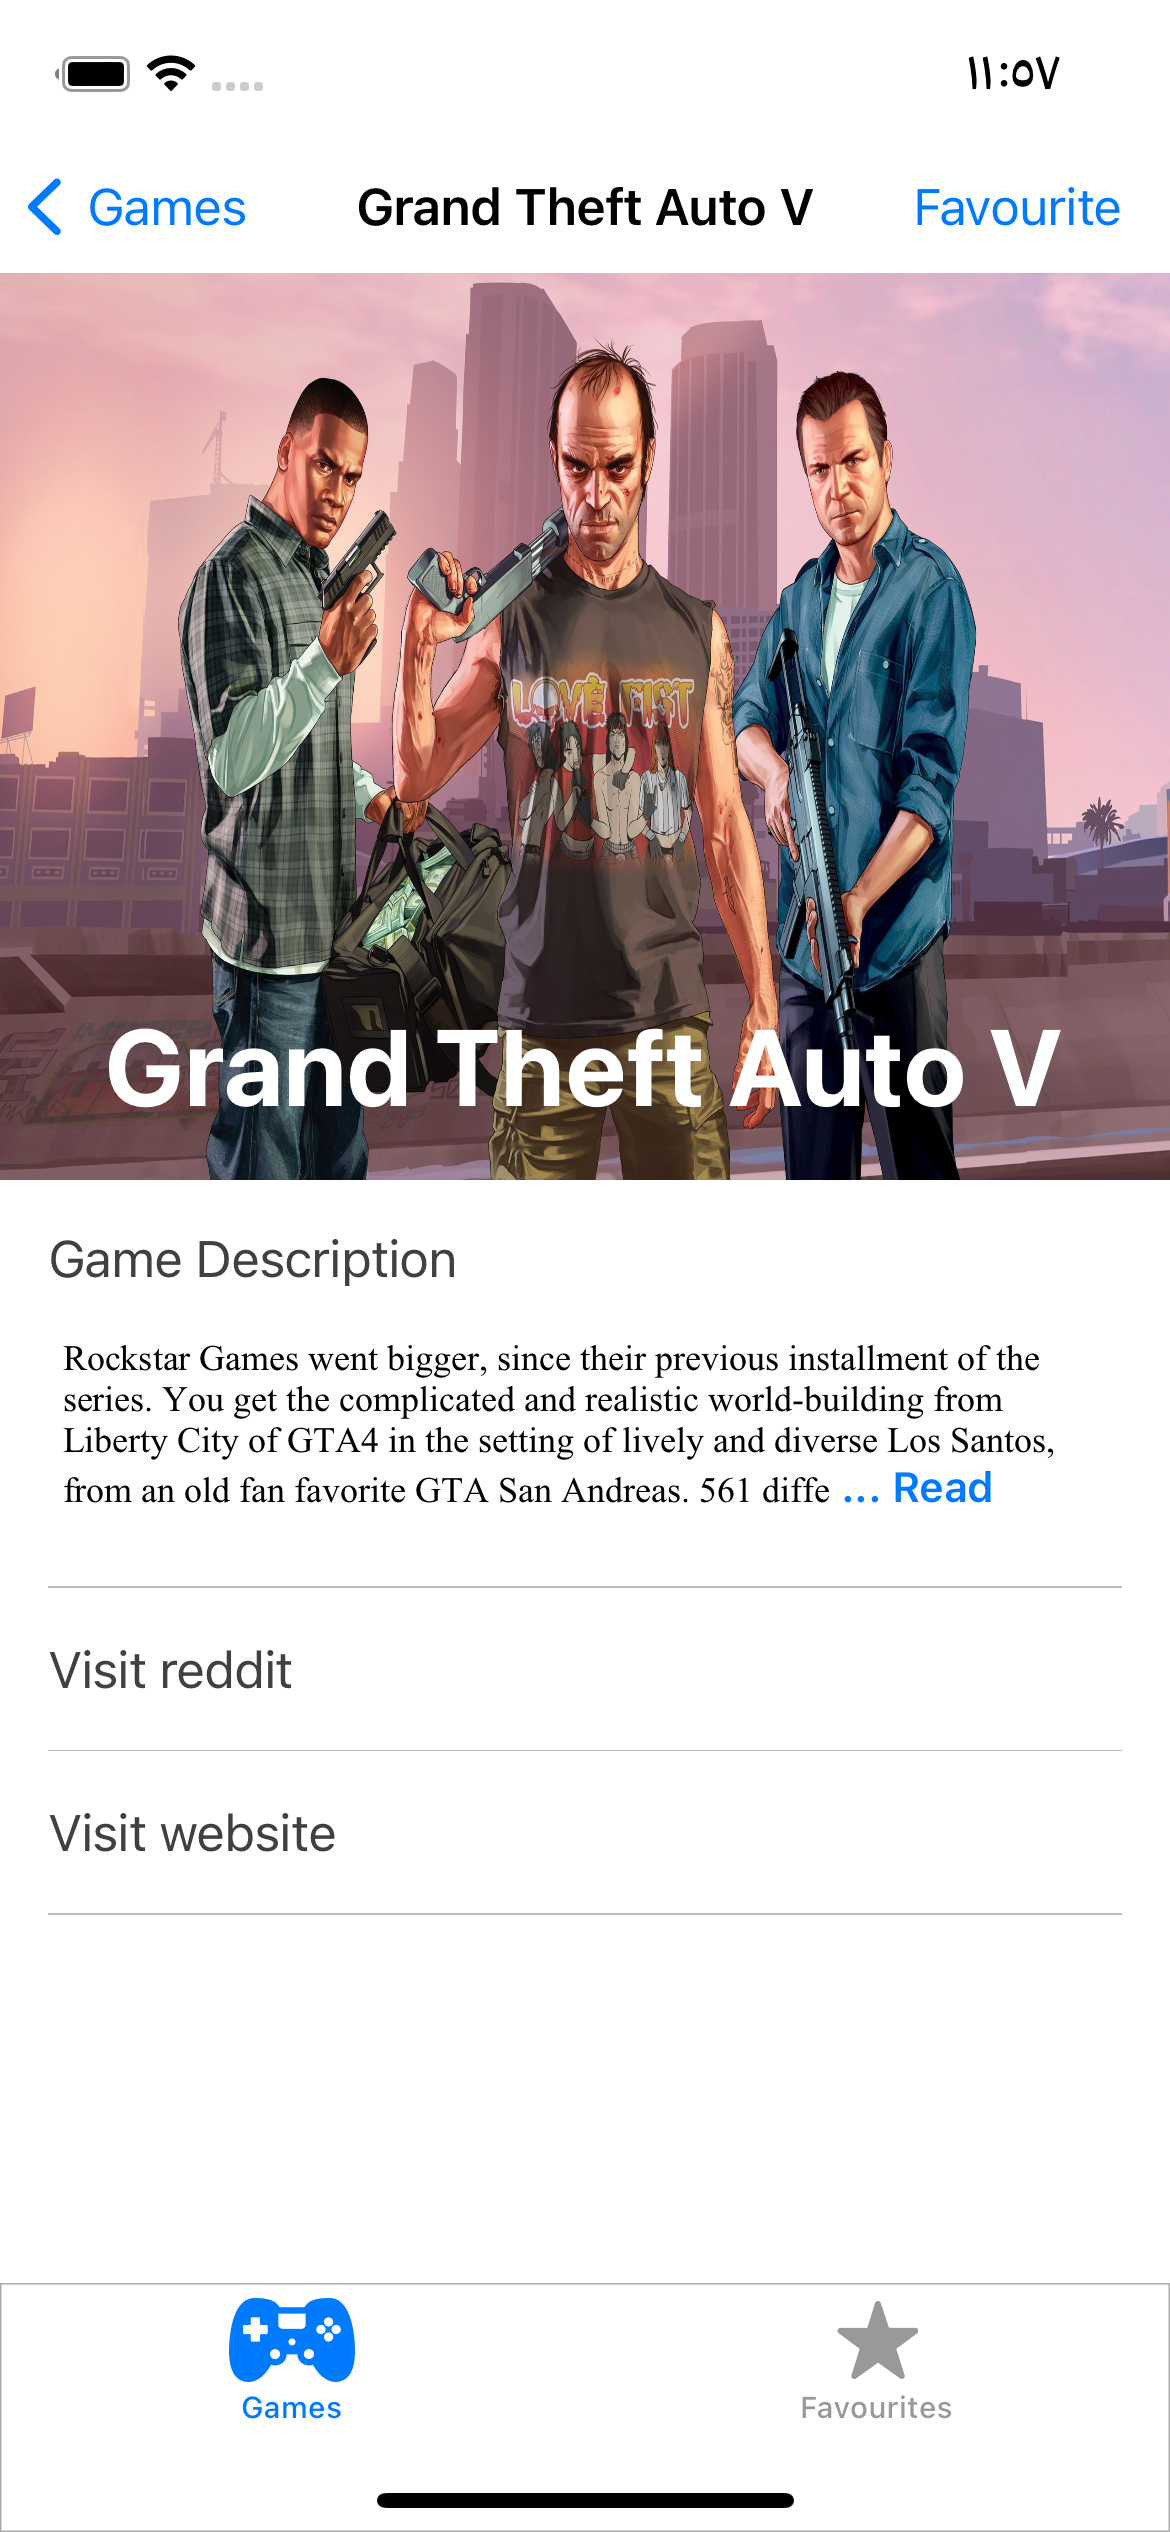 ١١:٥٧
Games
Grand Theft Auto V
Favourite
LOVE FIST
Grand Theft Auto V
Game Description
Rockstar Games went bigger, since their previous installment of the
series. You get the complicated and realistic world-building from
Liberty City of GTA4 in the setting of lively and diverse Los Santos,
from an old fan favorite GTA San Andreas. 561 diffe ... Read
Visit reddit
Visit website
Games
Favourites